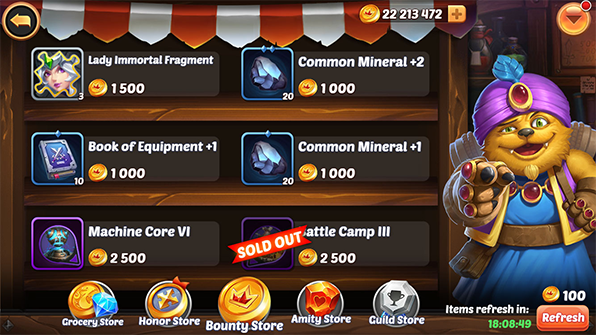 22 213 472
Lady Immortal Fragment
3
1 500
Common Mineral +2
20
1 000
Book of Equipment +1
10
1 000
Common Mineral +1
20
1 000
Machine Core VI
2 500
SOLD OUT
attle Camp III
2 500
Grocery Store
Honor Store
Bounty Store
Amity Store
Guild Store
100
Items refresh in:
18:08:49
Refresh